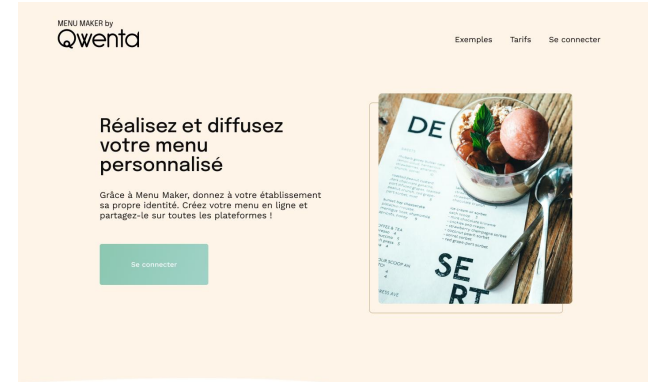 MENU MAKER by
Qwenta
Exemples Tarifs Se connecter
Réalisez et diffusez
votre menu
personnalisé
Grâce à Menu Maker, donnez à votre établissement
sa propre identité. Créez votre menu en ligne et
partagez-le sur toutes les plateformes !
Se connecter
DE
SE
RT